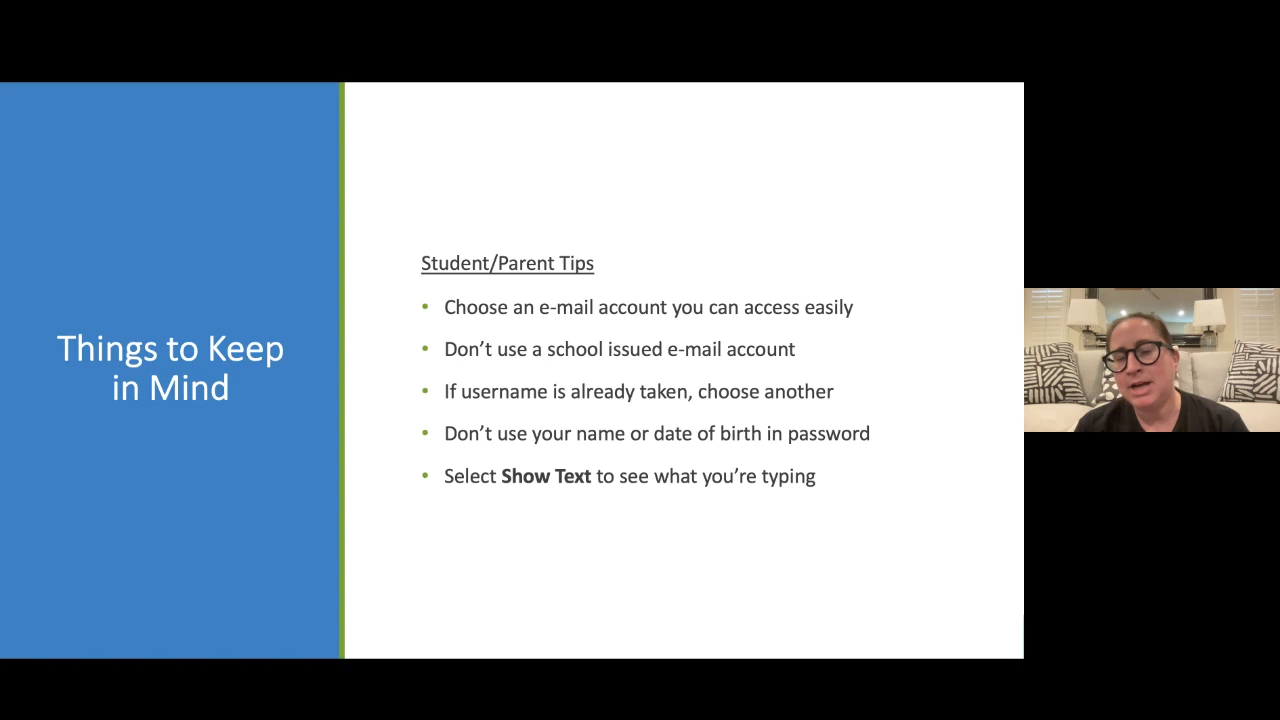 Things to Keep
in Mind
Student/Parent Tips
• Choose an e-mail account you can access easily
• Don’t use a school issued e-mail account
• If username is already taken, choose another
• Don’t use your name or date of birth in password
• Select Show Text to see what you’re typing